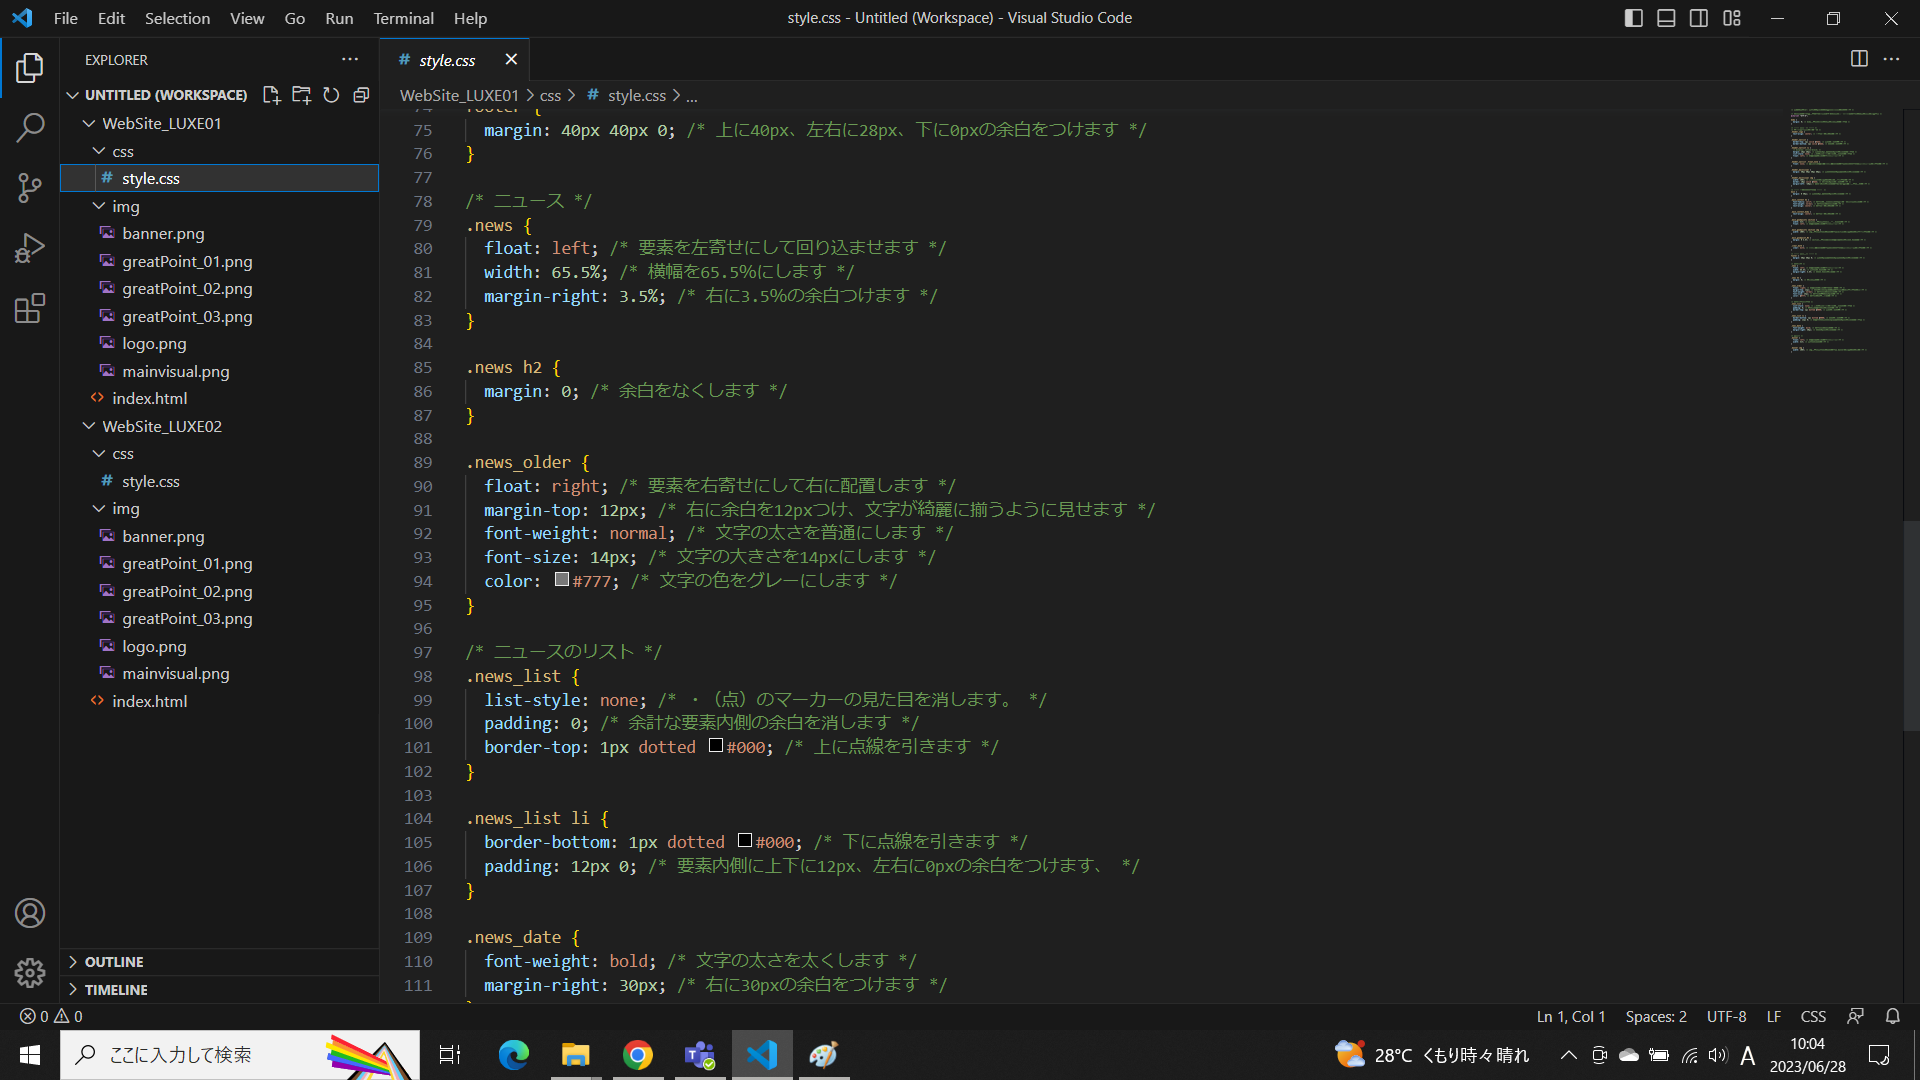 File Edit Selection View Go Run Terminal Help
style.css - Untitled (Workspace) - Visual Studio Code
EXPLORER
UNTITLED (WORKSPACE)
WebSite_LUXE01
css
# style.css
img
banner.png
greatPoint_01.png
greatPoint_02.png
greatPoint_03.png
logo.png
mainvisual.png
<> index.html
WebSite_LUXE02
css
# style.css
img
banner.png
greatPoint_01.png
greatPoint_02.png
greatPoint_03.png
logo.png
mainvisual.png
<> index.html
OUTLINE
TIMELINE
# style.css
WebSite_LUXE01 > css > # style.css > ...
74 footer {
75 margin: 40px 40px 0; /* 上に40px、左右に28px、下に0pxの余白をつけます */
76 }
77
78 /* ニュース */
79 .news {
80 float: left; /* 要素を左寄せにして回り込ませます */
81 width: 65.5%; /* 横幅を65.5%にします */
82 margin-right: 3.5%; /* 右に3.5%の余白つけます */
83 }
84
85 .news h2 {
86 margin: 0; /* 余白をなくします */
87 }
88
89 .news_older {
90 float: right; /* 要素を右寄せにして右に配置します */
91 margin-top: 12px; /* 右に余白を12pxつけ、文字が綺麗に揃うように見せます */
92 font-weight: normal; /* 文字の太さを普通にします */
93 font-size: 14px; /* 文字の大きさを14pxにします */
94 color: #777; /* 文字の色をグレーにします */
95 }
96
97 /* ニュースのリスト */
98 .news_list {
99 list-style: none; /* ・（点）のマーカーの見た目を消します。 */
100 padding: 0; /* 余計な要素内側の余白を消します */
101 border-top: 1px dotted #000; /* 上に点線を引きます */
102 }
103
104 .news_list li {
105 border-bottom: 1px dotted #000; /* 下に点線を引きます */
106 padding: 12px 0; /* 要素内側に上下に12px、左右に0pxの余白をつけます、 */
107 }
108
109 .news_date {
110 font-weight: bold; /* 文字の太さを太くします */
111 margin-right: 30px; /* 右に30pxの余白をつけます */
0 0
Ln 1, Col 1 Spaces: 2 UTF-8 LF CSS
ここに入力して検索
28°C くもり時々晴れ
A
10:04
2023/06/28